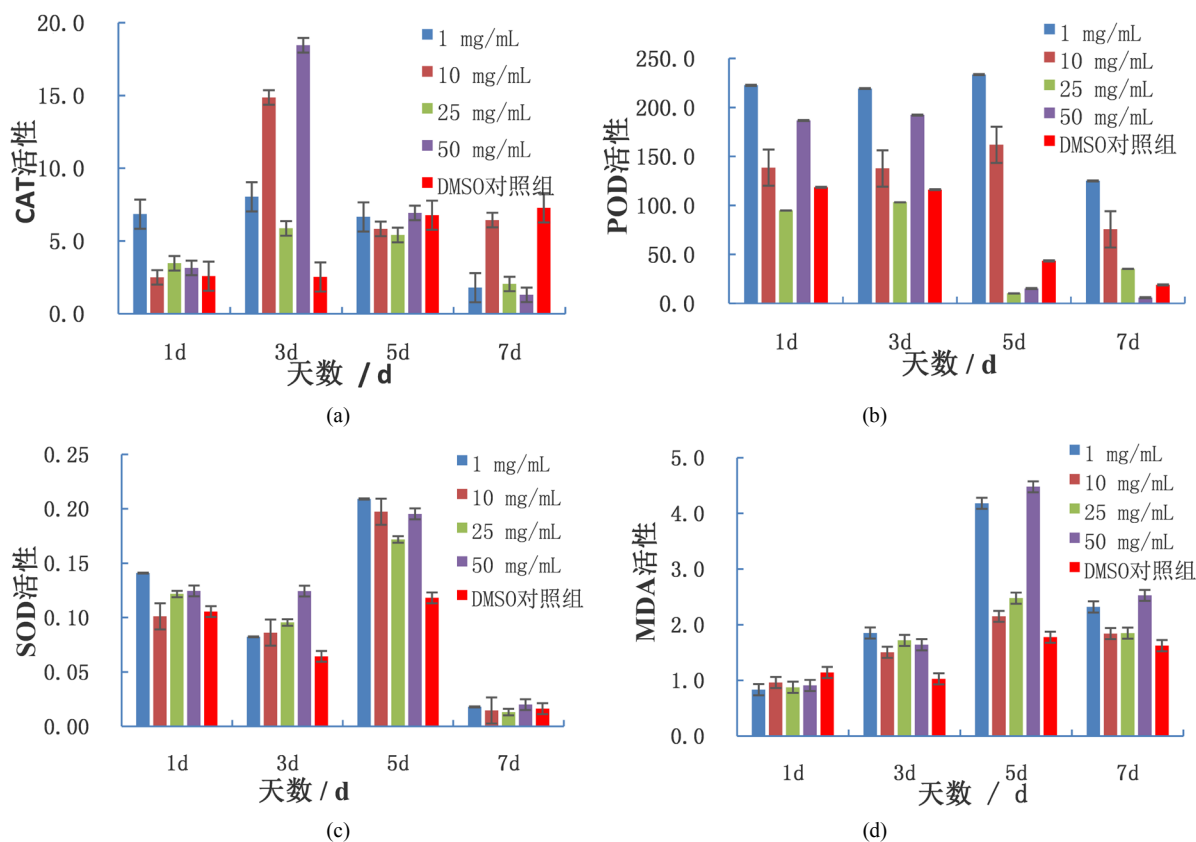 20.0
15.0
10.0
5.0
0.0
CAT活性
1 mg/mL
10 mg/mL
25 mg/mL
50 mg/mL
DMSO对照组
1d 3d 5d 7d
天数 / d
(a)
250.0
200.0
150.0
100.0
50.0
0.0
POD活性
1 mg/mL
10 mg/mL
25 mg/mL
50 mg/mL
DMSO对照组
1d 3d 5d 7d
天数 / d
(b)
0.25
0.20
0.15
0.10
0.05
0.00
SOD活性
1 mg/mL
10 mg/mL
25 mg/mL
50 mg/mL
DMSO对照组
1d 3d 5d 7d
天数 / d
(c)
5.0
4.0
3.0
2.0
1.0
0.0
MDA活性
1 mg/mL
10 mg/mL
25 mg/mL
50 mg/mL
DMSO对照组
1d 3d 5d 7d
天数 / d
(d)